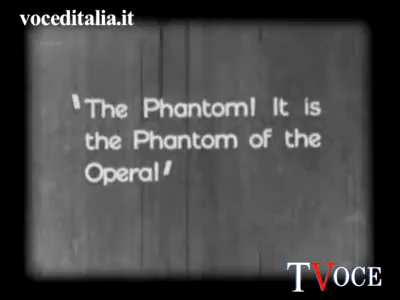 voceditalia.it
"The Phantom! It is
the Phantom of the
Opera!"
TVOCE